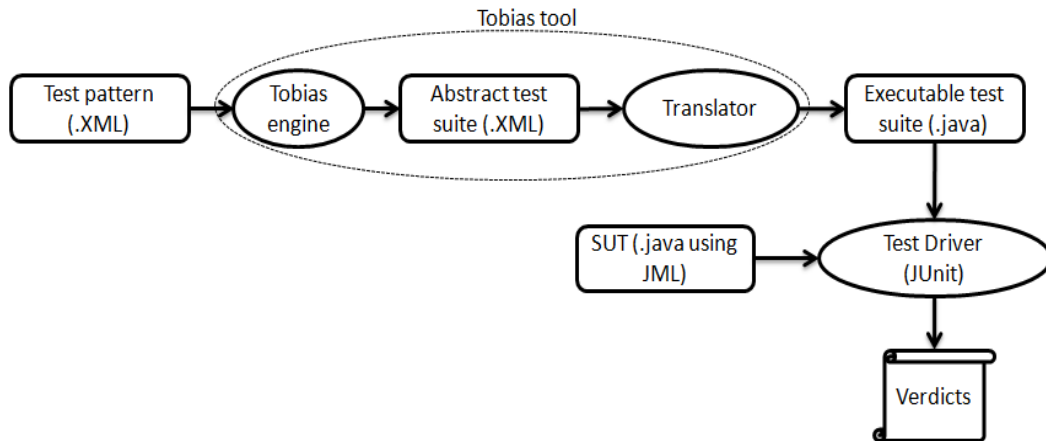 Tobias tool
Test pattern
(.XML)
Tobias
engine
Abstract test
suite (.XML)
Translator
Executable test
suite (.java)
SUT (.java using
JML)
Test Driver
(JUnit)
Verdicts